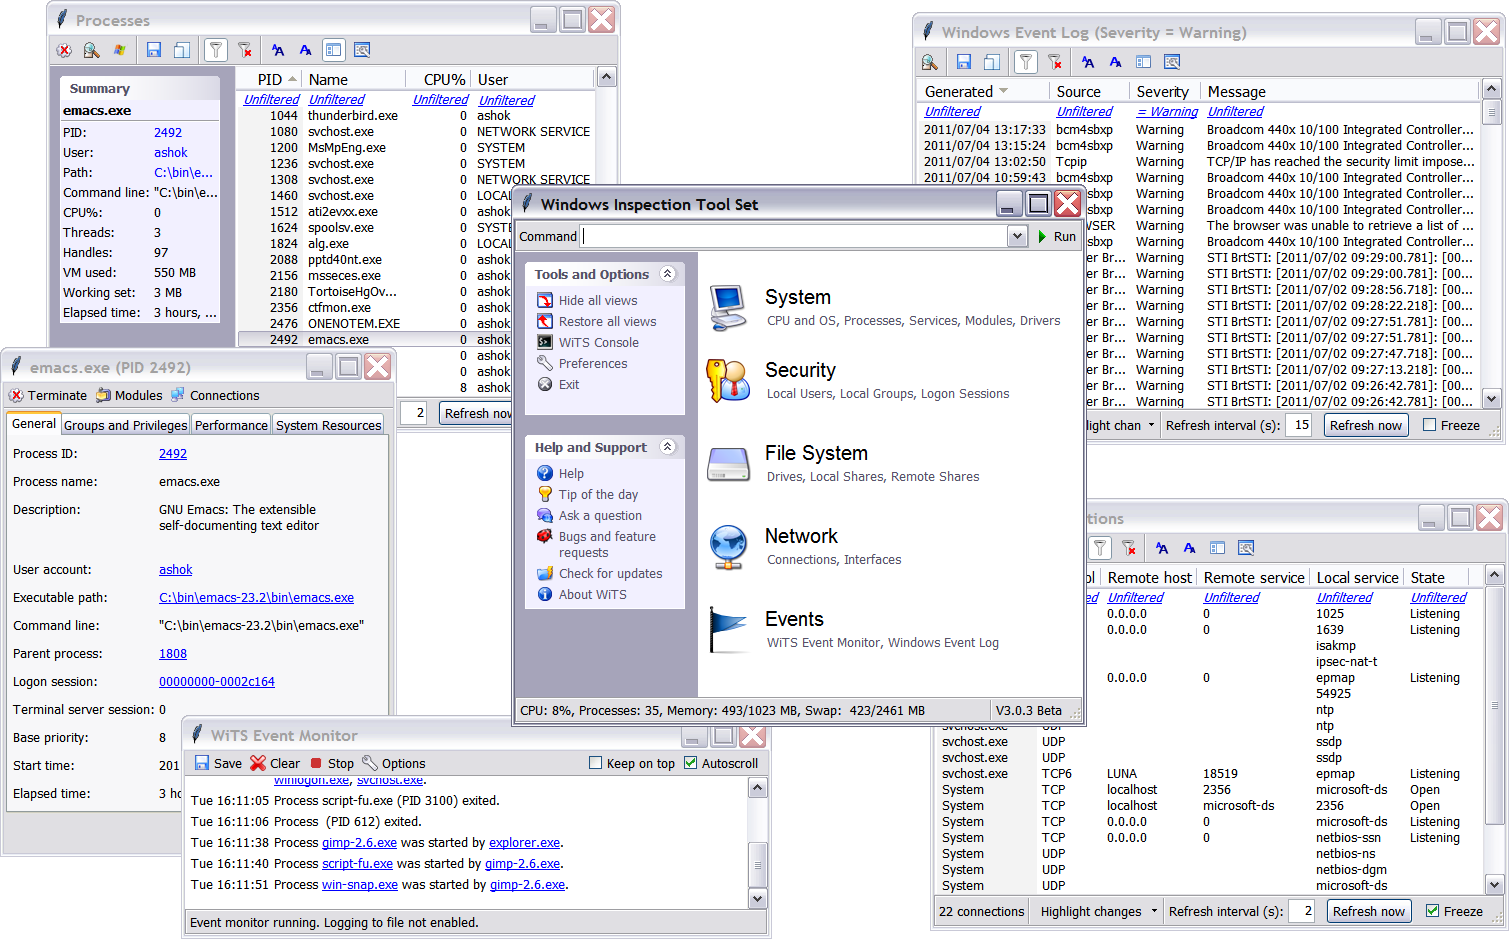 Processes
Summary
emacs.exe
PID: 2492
User: ashok
Path: C:\bin\e...
Command line: "C:\bin\e...
CPU%: 0
Threads: 3
Handles: 97
VM used: 550 MB
Working set: 3 MB
Elapsed time: 3 hours, ...
PID Name CPU% User
Unfiltered Unfiltered Unfiltered Unfiltered
1044 thunderbird.exe 0 ashok
1080 svchost.exe 0 NETWORK SERVICE
1200 MsMpEng.exe 0 SYSTEM
1236 svchost.exe 0 SYSTEM
1308 svchost.exe 0 NETWORK SERVICE
1460 svchost.exe 0 LOCA
1512 ati2evxx.exe 0 ashok
1624 spoolsv.exe 0 SYST
1824 alg.exe 0 LOCA
2088 pptd40nt.exe 0 ashok
2156 msseces.exe 0 ashok
2180 TortoiseHgOv... 0 ashok
2356 ctfmon.exe 0 ashok
2476 ONENOTEM.EXE 0 ashok
2492 emacs.exe 0 ashok
0 ashok
0 ashok
8 ashok
2 Refresh now
Windows Event Log (Severity = Warning)
Generated Source Severity Message
Unfiltered Unfiltered = Warning Unfiltered
2011/07/04 13:17:33 bcm4sbxp Warning Broadcom 440x 10/100 Integrated Controller...
2011/07/04 13:15:24 bcm4sbxp Warning Broadcom 440x 10/100 Integrated Controller...
2011/07/04 13:02:50 Tcpip Warning TCP/IP has reached the security limit impose...
2011/07/04 10:59:43 bcm4sbxp Warning Broadcom 440x 10/100 Integrated Controller...
sbxp Warning Broadcom 440x 10/100 Integrated Controller...
sbxp Warning Broadcom 440x 10/100 Integrated Controller...
WSER Warning The browser was unable to retrieve a list of ...
sbxp Warning Broadcom 440x 10/100 Integrated Controller...
er Br... Warning STI BrtSTI: [2011/07/02 09:29:00.781]: [00...
er Br... Warning STI BrtSTI: [2011/07/02 09:29:00.781]: [00...
er Br... Warning STI BrtSTI: [2011/07/02 09:28:56.718]: [00...
er Br... Warning STI BrtSTI: [2011/07/02 09:28:22.218]: [00...
er Br... Warning STI BrtSTI: [2011/07/02 09:27:51.781]: [00...
er Br... Warning STI BrtSTI: [2011/07/02 09:27:51.781]: [00...
er Br... Warning STI BrtSTI: [2011/07/02 09:27:47.718]: [00...
er Br... Warning STI BrtSTI: [2011/07/02 09:27:13.218]: [00...
er Br... Warning STI BrtSTI: [2011/07/02 09:26:42.781]: [00...
er Br... Warning STI BrtSTI: [2011/07/02 09:26:42.781]: [00...
light chan Refresh interval (s): 15 Refresh now Freeze
Windows Inspection Tool Set
Command Run
Tools and Options
Hide all views
Restore all views
WiTS Console
Preferences
Exit
Help and Support
Help
Tip of the day
Ask a question
Bugs and feature
requests
Check for updates
About WiTS
System
CPU and OS, Processes, Services, Modules, Drivers
Security
Local Users, Local Groups, Logon Sessions
File System
Drives, Local Shares, Remote Shares
Network
Connections, Interfaces
Events
WiTS Event Monitor, Windows Event Log
CPU: 8%, Processes: 35, Memory: 493/1023 MB, Swap: 423/2461 MB V3.0.3 Beta
emacs.exe (PID 2492)
Terminate Modules Connections
General Groups and Privileges Performance System Resources
Process ID: 2492
Process name: emacs.exe
Description: GNU Emacs: The extensible
self-documenting text editor
User account: ashok
Executable path: C:\bin\emacs-23.2\bin\emacs.exe
Command line: "C:\bin\emacs-23.2\bin\emacs.exe"
Parent process: 1808
Logon session: 00000000-0002c164
Terminal server session: 0
Base priority: 8
Start time: 201
Elapsed time: 3 hc
WiTS Event Monitor
Save Clear Stop Options Keep on top Autoscroll
winlogon.exe, svchost.exe.
Tue 16:11:05 Process script-fu.exe (PID 3100) exited.
Tue 16:11:06 Process (PID 612) exited.
Tue 16:11:38 Process gimp-2.6.exe was started by explorer.exe.
Tue 16:11:40 Process script-fu.exe was started by gimp-2.6.exe.
Tue 16:11:51 Process win-snap.exe was started by gimp-2.6.exe.
Event monitor running. Logging to file not enabled.
tions
ol Remote host Remote service Local service State
ed Unfiltered Unfiltered Unfiltered Unfiltered
0.0.0.0 0 1025 Listening
0.0.0.0 0 1639 Listening
isakmp
ipsec-nat-t
0.0.0.0 0 epmap Listening
54925
ntp
ntp
svchost.exe UDP ssdp
svchost.exe UDP ssdp
svchost.exe TCP6 LUNA 18519 epmap Listening
System TCP localhost 2356 microsoft-ds Open
System TCP localhost microsoft-ds 2356 Open
System TCP 0.0.0.0 0 microsoft-ds Listening
System TCP 0.0.0.0 0 netbios-ssn Listening
System UDP netbios-ns
System UDP netbios-dgm
System UDP microsoft-ds
22 connections Highlight changes Refresh interval (s): 2 Refresh now Freeze